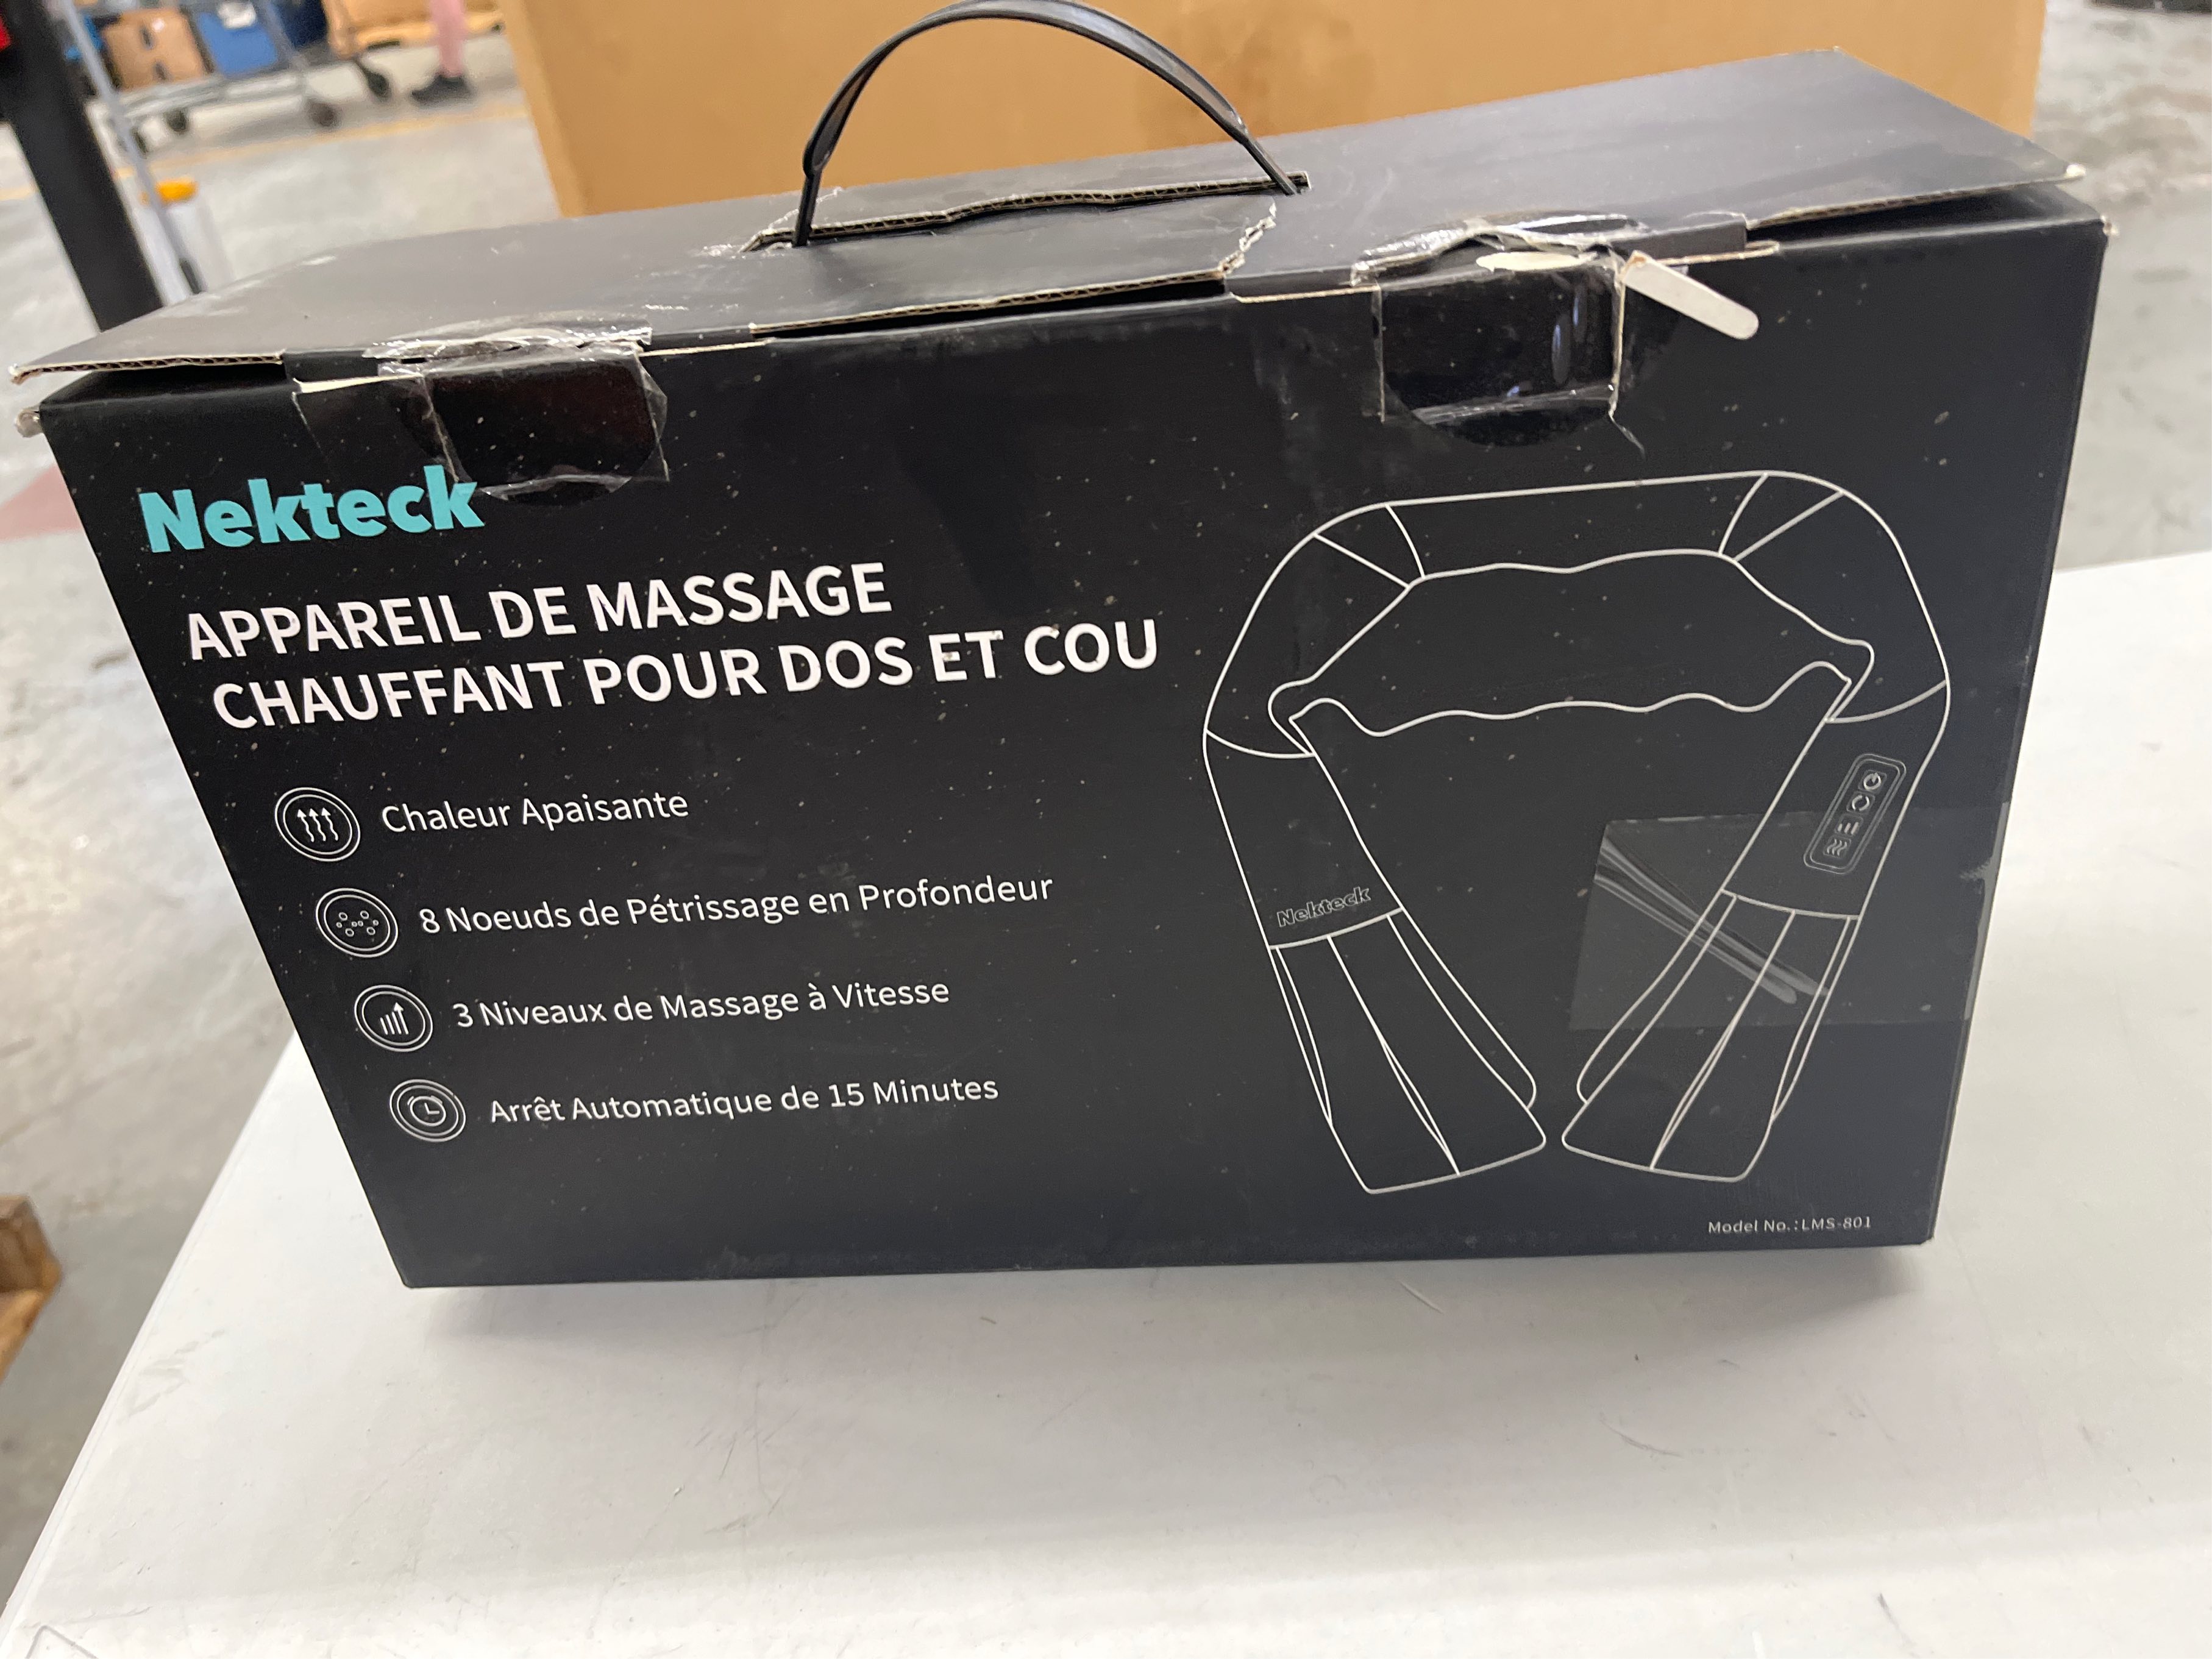 Nekteck
APPAREIL DE MASSAGE
CHAUFFANT POUR DOS ET COU
Chaleur Apaisante
8 Noeuds de Pétrissage en Profondeur
3 Niveaux de Massage à Vitesse
Arrêt Automatique de 15 Minutes
Nekteck
Model No.:LMS-801